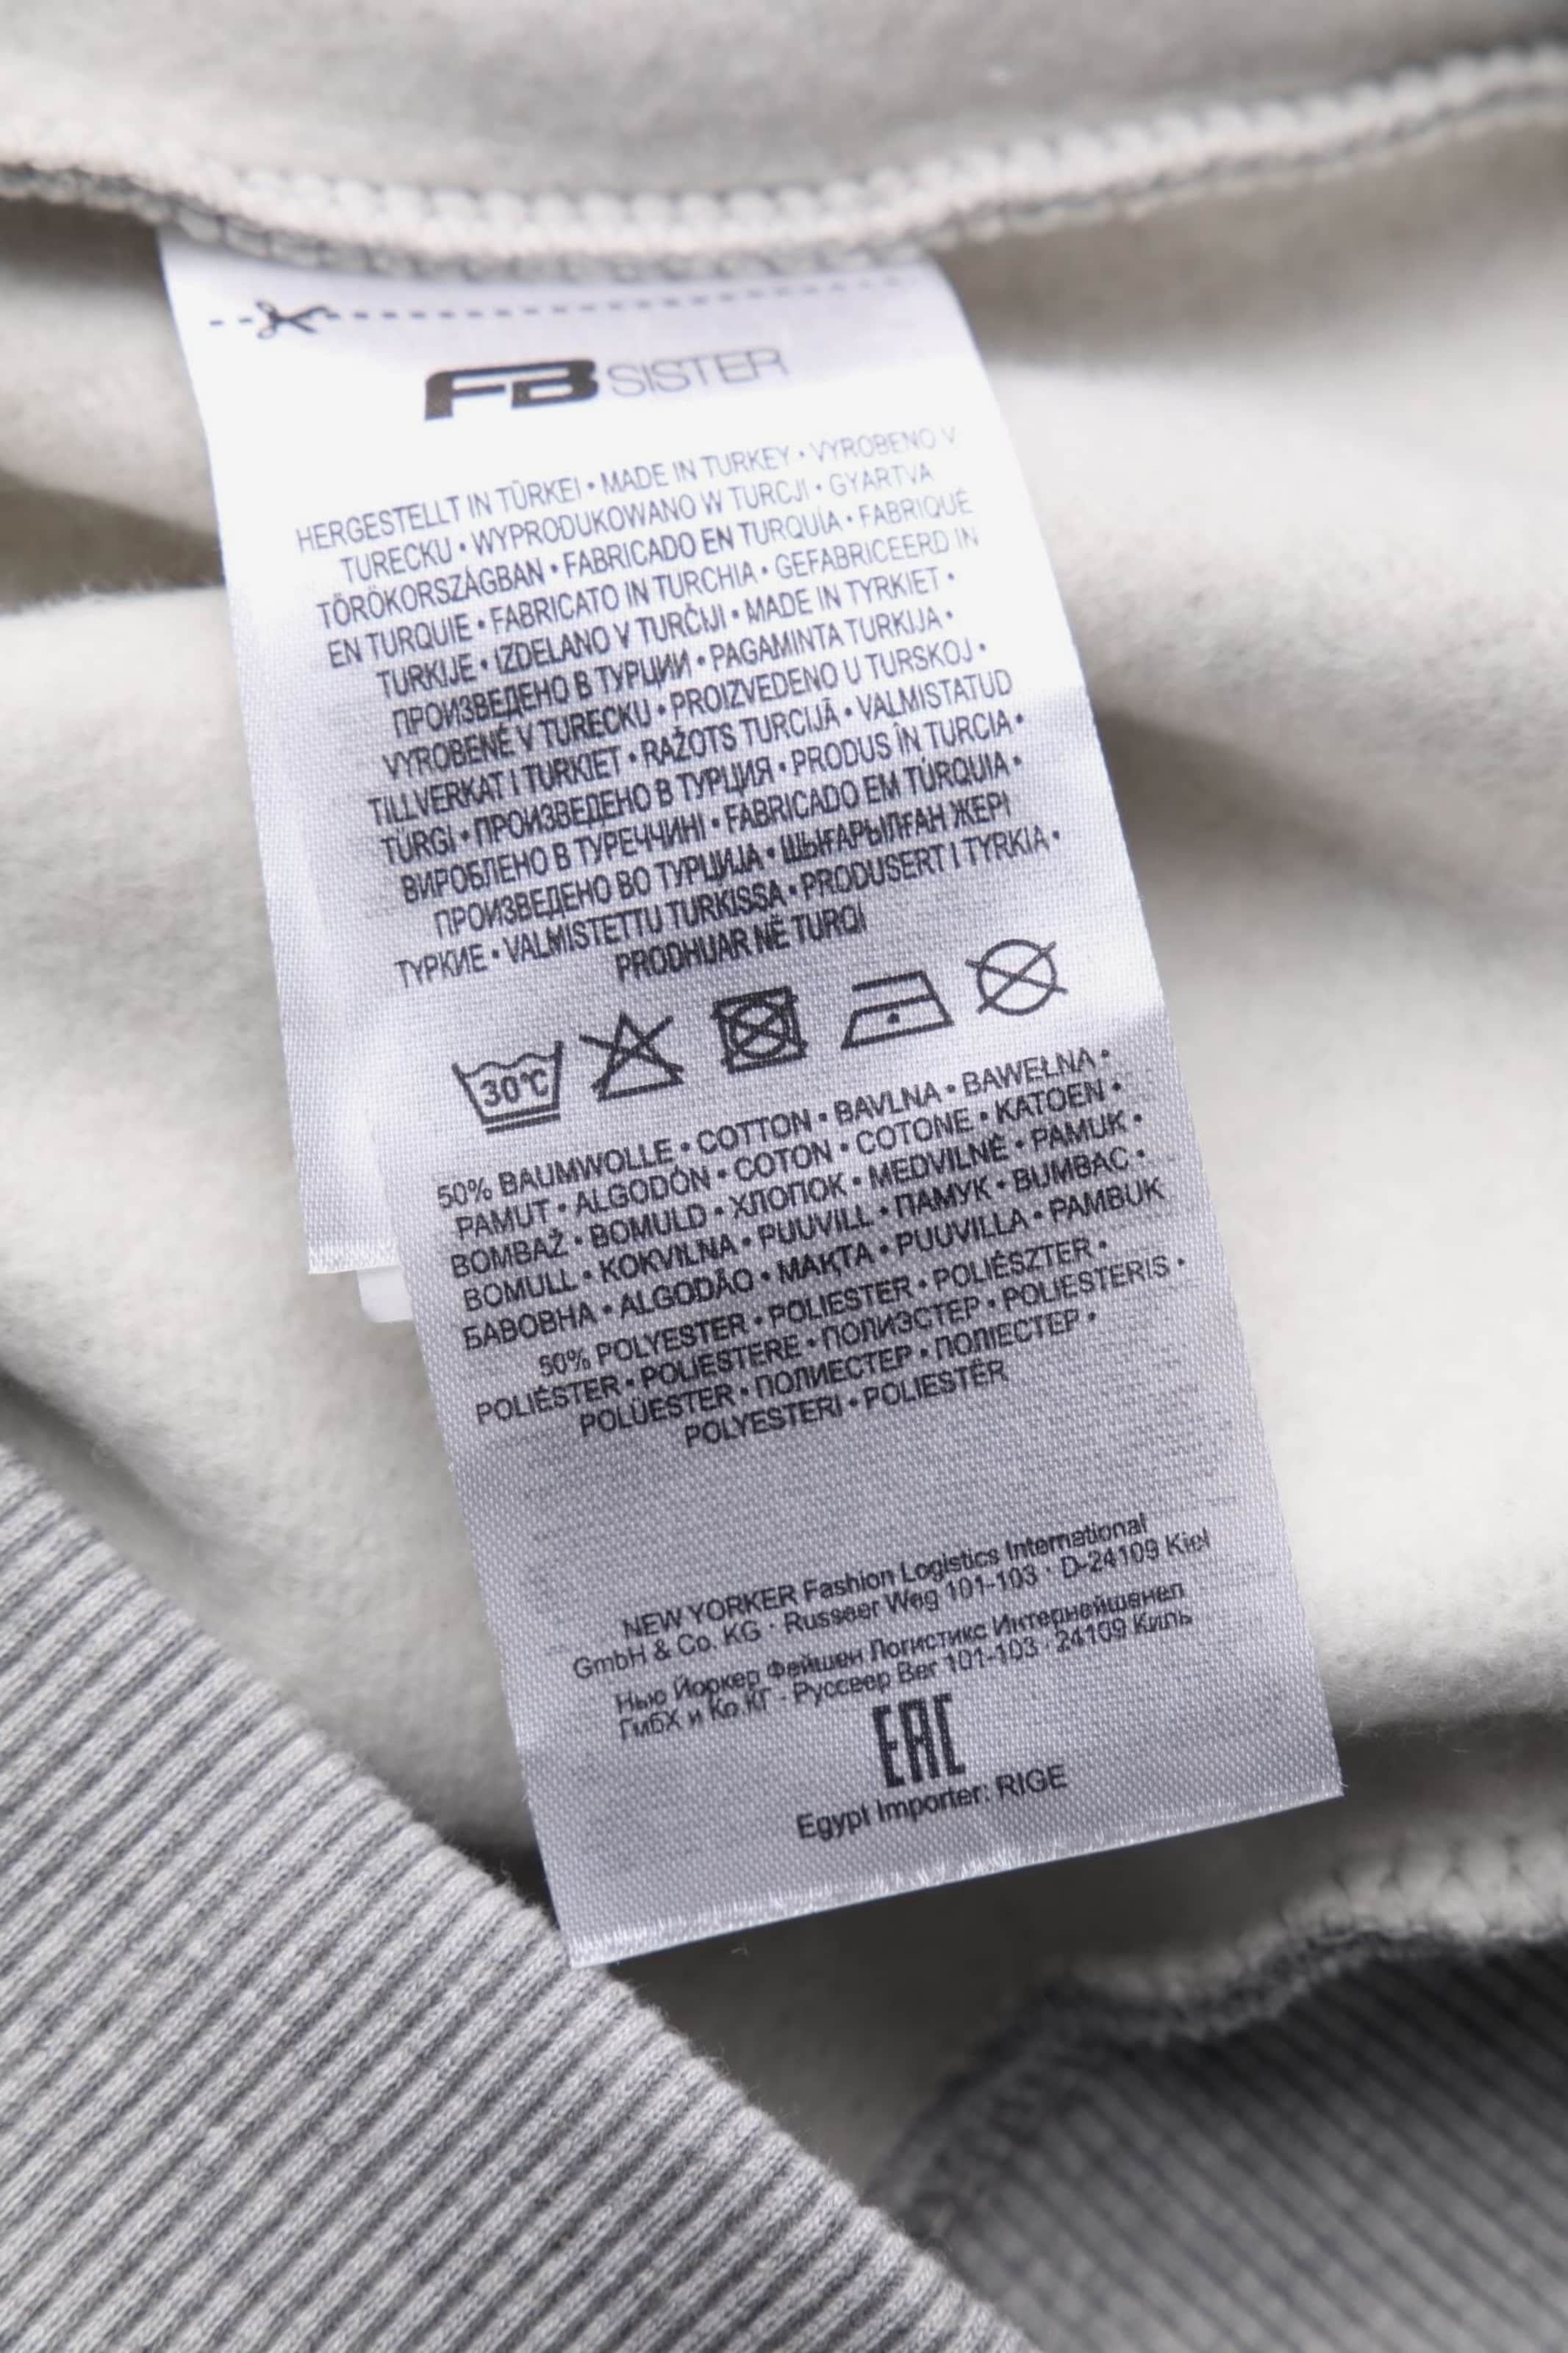 FB SISTER
HERGESTELLT IN TÜRKEI • MADE IN TURKEY • VYROBENO V
TURECKU • WYPRODUKOWANO W TURCJI • GYÁRTVA
TÖRÖKORSZÁGBAN • FABRICADO EN TURQUÍA • FABRIQUÉ
EN TURQUIE • FABRICATO IN TURCHIA • GEFABRICEERD IN
TURKIJE • IZDELANO V TURČIJI • MADE IN TYRKIET •
ПРОИЗВЕДЕНО В ТУРЦИИ • PAGAMINTA TURKIJA •
VYROBENÉ V TURECKU • PROIZVEDENO U TURSKOJ •
TILLVERKAT I TURKIET • RAŽOTS TURCIJĀ • VALMISTATUD
TÜRGI • ПРОИЗВЕДЕНО В ТУРЦИЯ • PRODUS ÎN TURCIA •
ВИРОБЛЕНО В ТУРЕЧЧИНІ • FABRICADO EM TURQUIA •
ПРОИЗВЕДЕНО ВО ТУРЦИЈА • ШЫҒАРЫЛҒАН ЖЕРІ
ТУРКИЕ • VALMISTETTU TURKISSA • PRODUSERT I TYRKIA •
PRODHUAR NË TURQI
30°C
50% BAUMWOLLE • COTTON • BAVLNA • BAWEŁNA •
PAMUT • ALGODÓN • COTON • COTONE • KATOEN •
BOMBAŽ • BOMULD • ХЛОПОК • MEDVILNĖ • PAMUK •
BOMULL • KOKVILNA • PUUVILL • ПАМУК • BUMBAC •
БАВОВНА • ALGODÃO • МАҚТА • PUUVILLA • PAMBUK
50% POLYESTER • POLIESTER • POLIÉSZTER •
POLIÉSTER • POLIESTERE • ПОЛИЭСТЕР • POLIESTERIS •
POLÜESTER • ПОЛИЕСТЕР • ПОЛІЕСТЕР •
POLYESTERI • POLIESTËR
NEW YORKER Fashion Logistics International
GmbH & Co. KG · Russeer Weg 101-103 · D-24109 Kiel
Нью Йоркер Фейшен Логистикс Интернейшенел
ГмбХ и Ко.КГ · Руссеер Вег 101-103 · 24109 Киль
EAC
Egypt Importer: RIGE